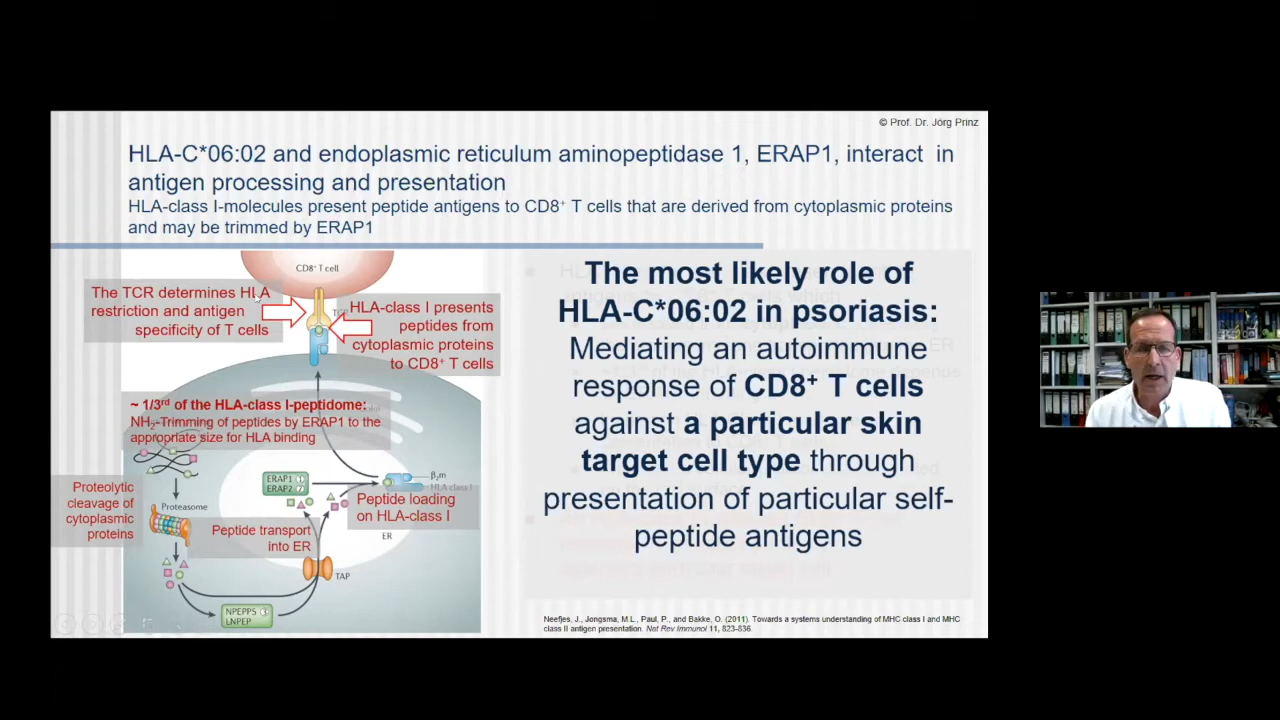 © Prof. Dr. Jörg Prinz
HLA-C*06:02 and endoplasmic reticulum aminopeptidase 1, ERAP1, interact in
antigen processing and presentation
HLA-class I-molecules present peptide antigens to CD8⁺ T cells that are derived from cytoplasmic proteins
and may be trimmed by ERAP1
CD8⁺ T cell
The TCR determines HLA
restriction and antigen
specificity of T cells
HLA-class I presents
peptides from
cytoplasmic proteins
to CD8⁺ T cells
~ 1/3ʳᵈ of the HLA-class I-peptidome:
NH₂-Trimming of peptides by ERAP1 to the
appropriate size for HLA binding
ERAP1 1
ERAP2 2
β₂m
HLA class I
Peptide loading
on HLA-class I
Proteolytic
cleavage of
cytoplasmic
proteins
Proteasome
Peptide transport
into ER
ER
TAP
NPEPPS 3
LNPEP
The most likely role of
HLA-C*06:02 in psoriasis:
Mediating an autoimmune
response of CD8⁺ T cells
against a particular skin
target cell type through
presentation of particular self-
peptide antigens
Neefjes, J., Jongsma, M.L., Paul, P., and Bakke, O. (2011). Towards a systems understanding of MHC class I and MHC
class II antigen presentation. Nat Rev Immunol 11, 823-836.